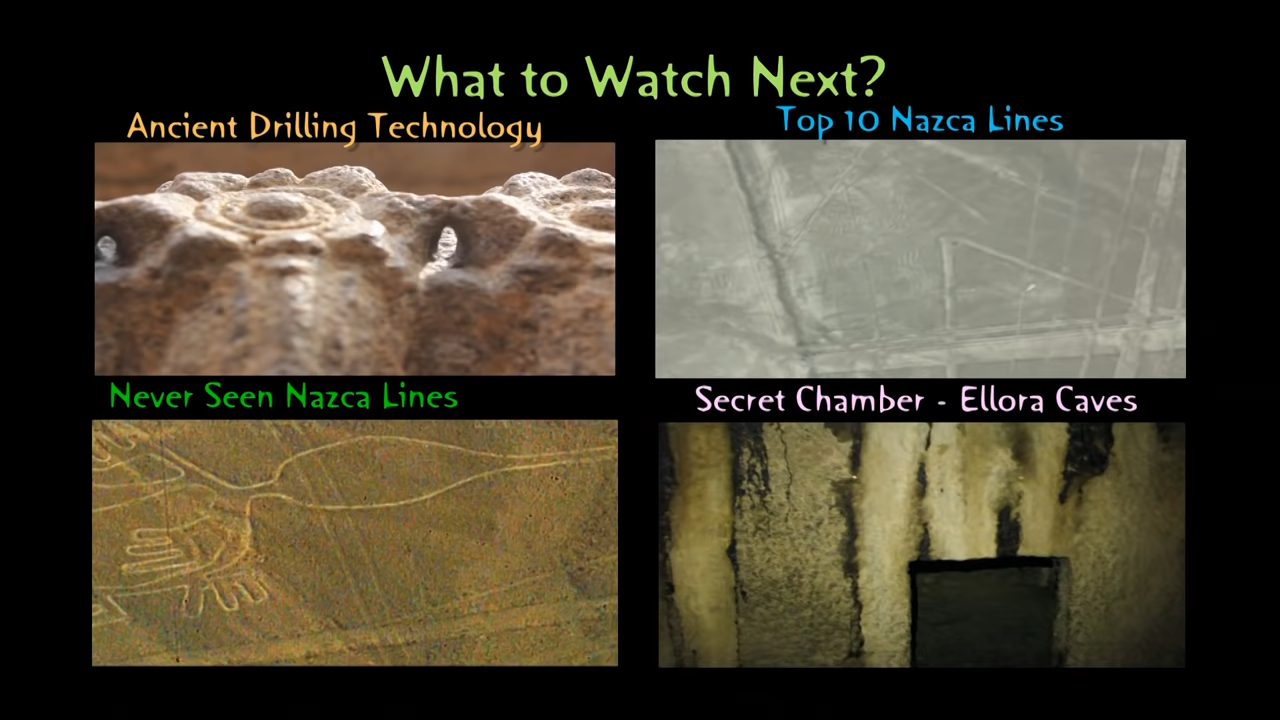 What to Watch Next?
Ancient Drilling Technology
Top 10 Nazca Lines
Never Seen Nazca Lines
Secret Chamber - Ellora Caves